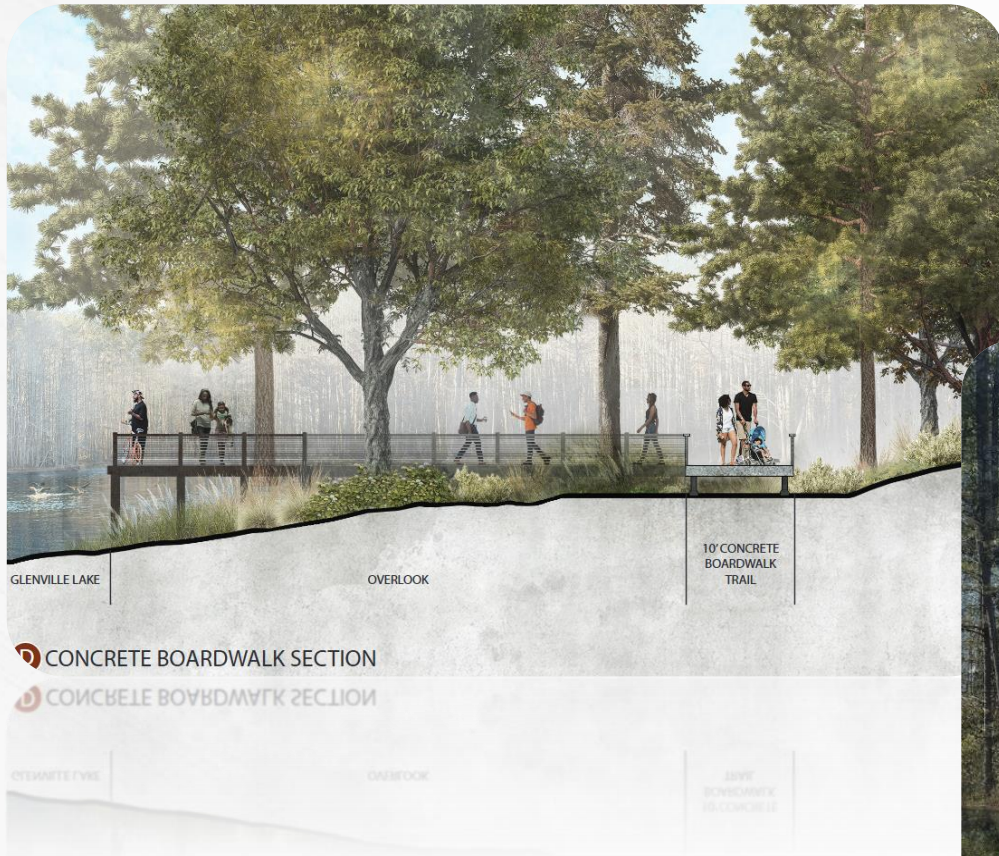 GLENVILLE LAKE
OVERLOOK
10' CONCRETE
BOARDWALK
TRAIL
D CONCRETE BOARDWALK SECTION